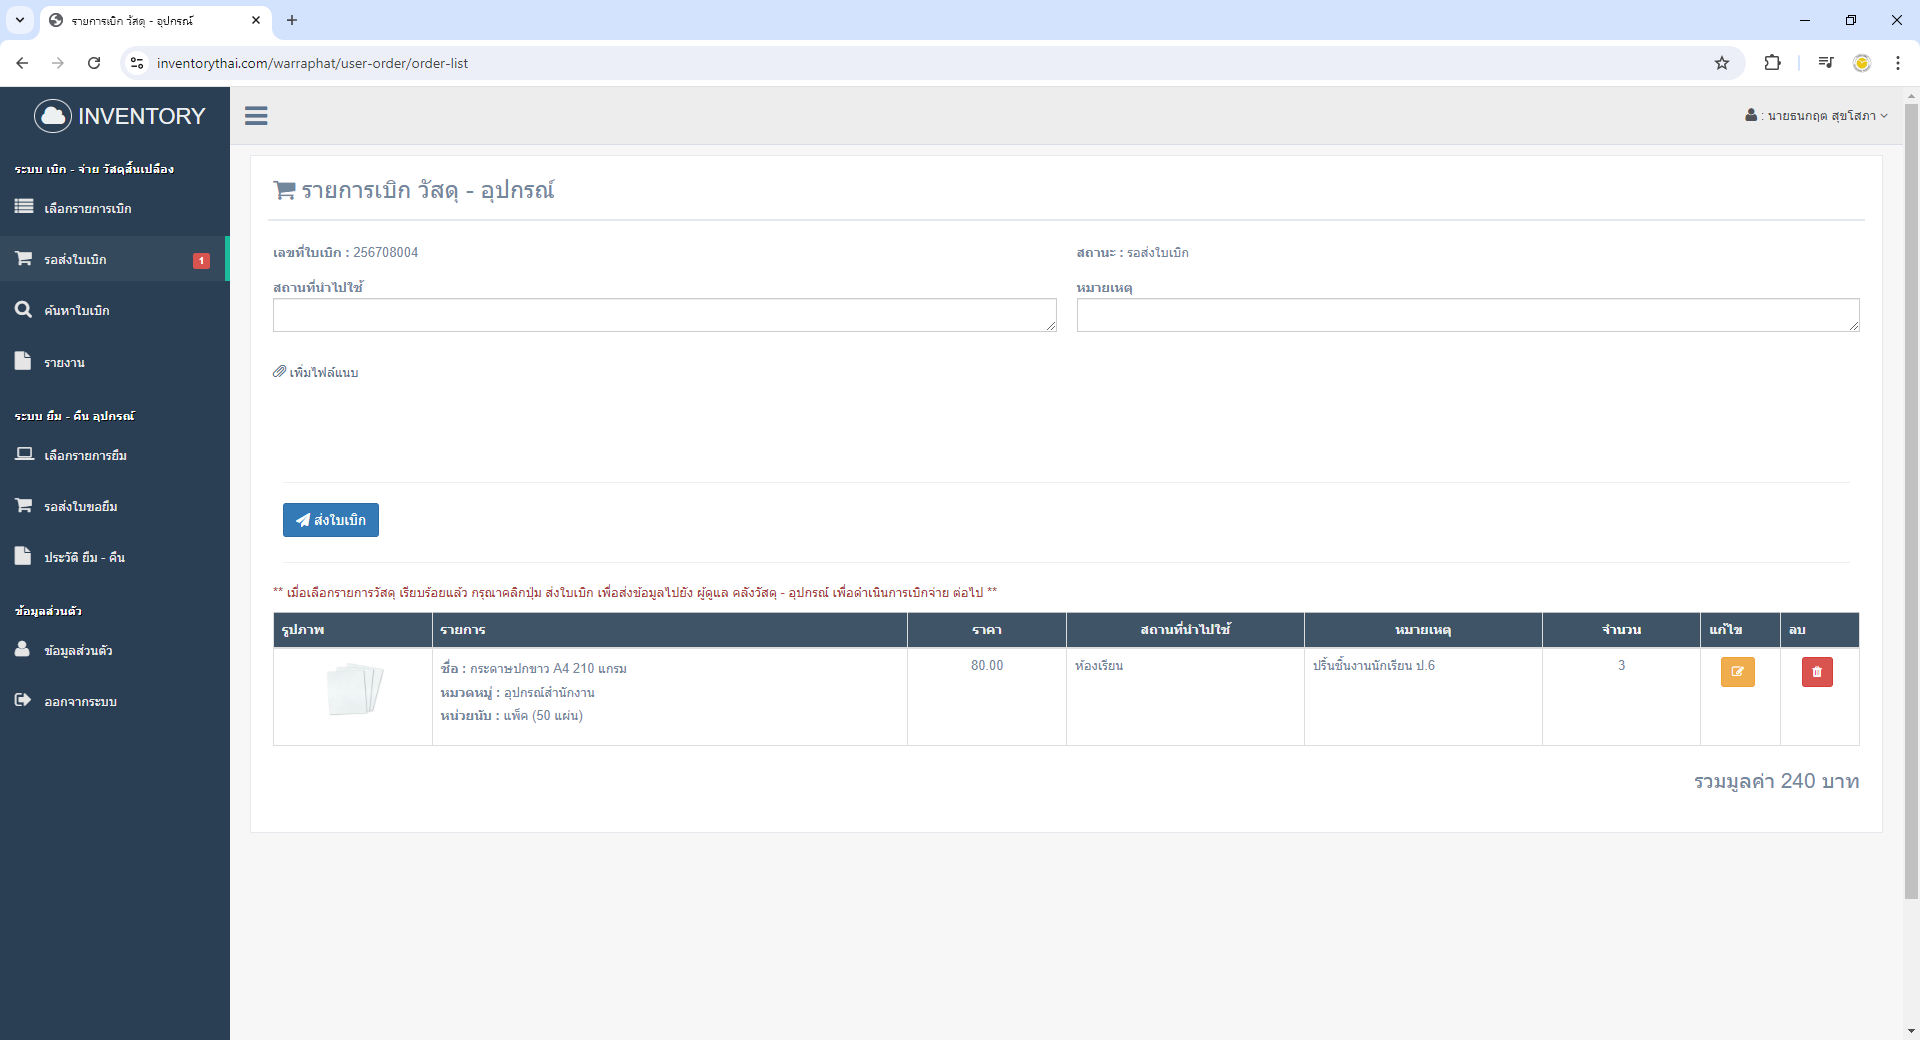 รายการเบิก วัสดุ - อุปกรณ์
inventorythai.com/warraphat/user-order/order-list
INVENTORY
: นายธนกฤต สุขโสภา
ระบบ เบิก - จ่าย วัสดุสิ้นเปลือง
เลือกรายการเบิก
รอส่งใบเบิก 1
ค้นหาใบเบิก
รายงาน
ระบบ ยืม - คืน อุปกรณ์
เลือกรายการยืม
รอส่งใบขอยืม
ประวัติ ยืม - คืน
ข้อมูลส่วนตัว
ข้อมูลส่วนตัว
ออกจากระบบ
รายการเบิก วัสดุ - อุปกรณ์
เลขที่ใบเบิก : 256708004 สถานะ : รอส่งใบเบิก
สถานที่นำไปใช้ หมายเหตุ
เพิ่มไฟล์แนบ
ส่งใบเบิก
** เมื่อเลือกรายการวัสดุ เรียบร้อยแล้ว กรุณาคลิกปุ่ม ส่งใบเบิก เพื่อส่งข้อมูลไปยัง ผู้ดูแล คลังวัสดุ - อุปกรณ์ เพื่อดำเนินการเบิกจ่าย ต่อไป **
รูปภาพ รายการ ราคา สถานที่นำไปใช้ หมายเหตุ จำนวน แก้ไข ลบ
ชื่อ : กระดาษปกขาว A4 210 แกรม 80.00 ห้องเรียน ปริ้นชิ้นงานนักเรียน ป.6 3
หมวดหมู่ : อุปกรณ์สำนักงาน
หน่วยนับ : แพ็ค (50 แผ่น)
รวมมูลค่า 240 บาท